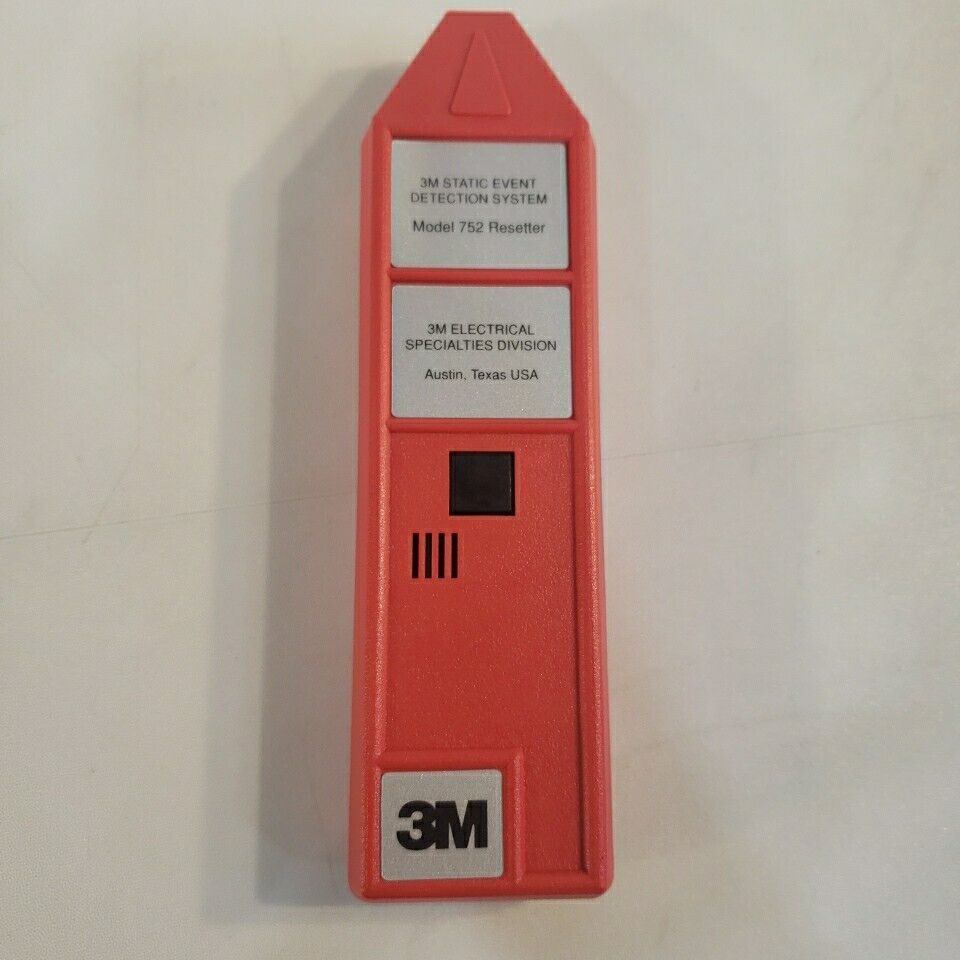 3M STATIC EVENT
DETECTION SYSTEM
Model 752 Resetter
3M ELECTRICAL
SPECIALTIES DIVISION
Austin, Texas USA
3M